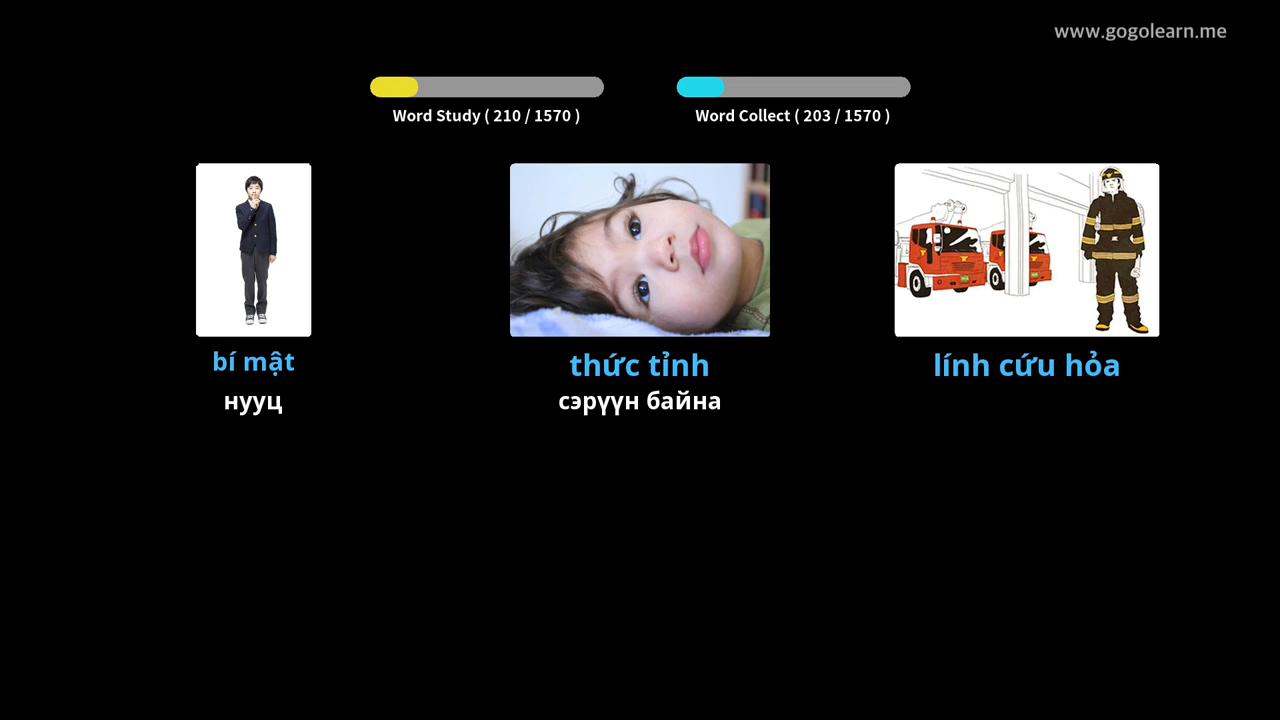 www.gogolearn.me
Word Study ( 210 / 1570 )
Word Collect ( 203 / 1570 )
bí mật
нууц
thức tỉnh
сэрүүн байна
lính cứu hỏa